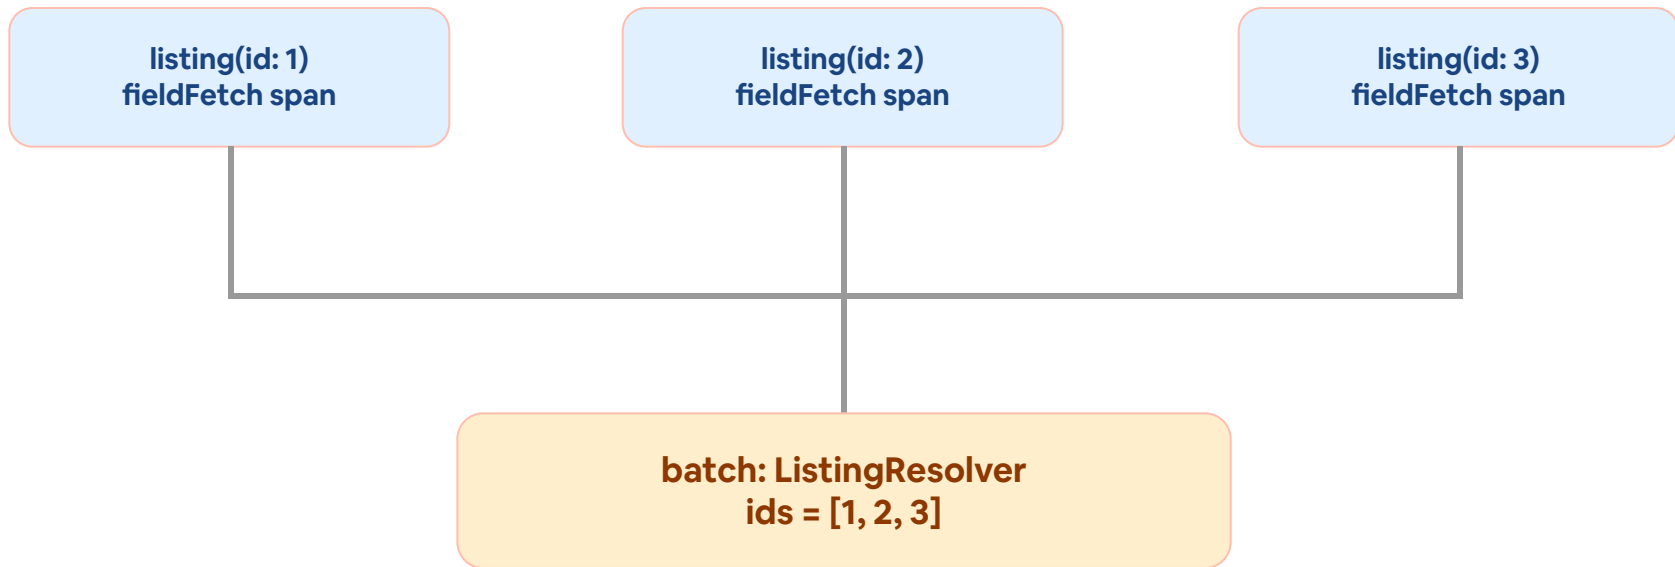 listing(id: 1)
fieldFetch span
listing(id: 2)
fieldFetch span
listing(id: 3)
fieldFetch span
batch: ListingResolver
ids = [1, 2, 3]